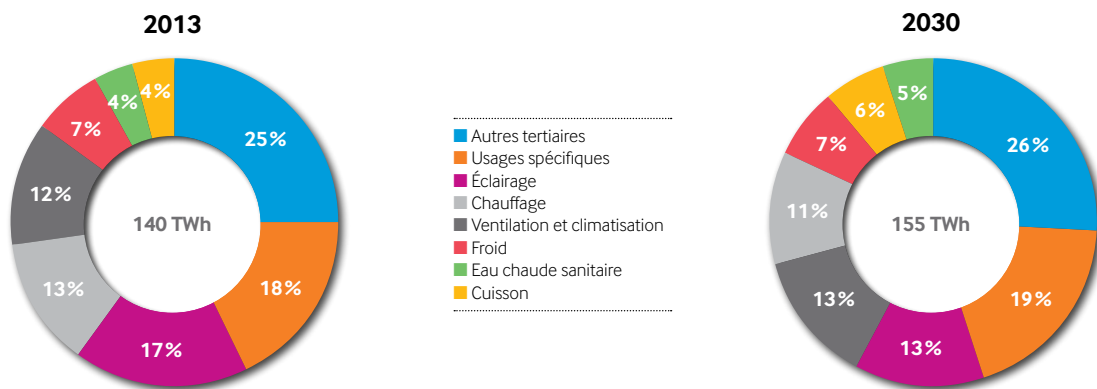 2013
25%
18%
17%
13%
12%
7%
4%
4%
140 TWh
Autres tertiaires
Usages spécifiques
Éclairage
Chauffage
Ventilation et climatisation
Froid
Eau chaude sanitaire
Cuisson
2030
26%
19%
13%
13%
11%
7%
6%
5%
155 TWh